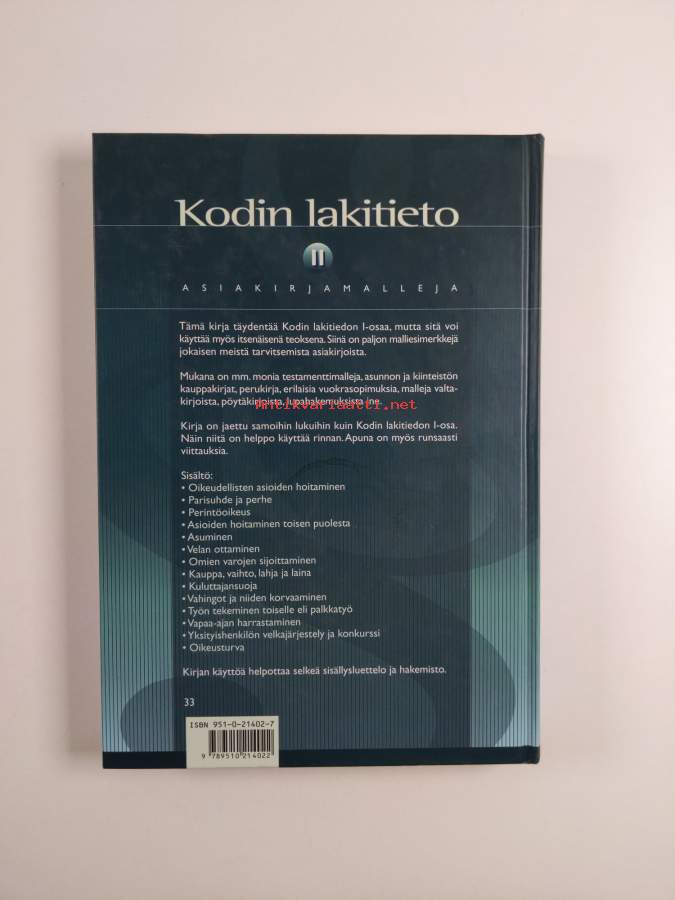 Kodin lakitieto
II
ASIAKIRJAMALLEJA
Tämä kirja täydentää Kodin lakitiedon I-osaa, mutta sitä voi
käyttää myös itsenäisenä teoksena. Siinä on paljon malliesimerkkejä
jokaisen meistä tarvitsemista asiakirjoista.
Mukana on mm. monia testamenttimalleja, asunnon ja kiinteistön
kauppakirjat, perukirja, erilaisia vuokrasopimuksia, malleja valta-
kirjoista, pöytäkirjoista, lupahakemuksista jne.
Antikvariaatti.net
Kirja on jaettu samoihin lukuihin kuin Kodin lakitiedon I-osa.
Näin niitä on helppo käyttää rinnan. Apuna on myös runsaasti
viittauksia.
Sisältö:
• Oikeudellisten asioiden hoitaminen
• Parisuhde ja perhe
• Perintöoikeus
• Asioiden hoitaminen toisen puolesta
• Asuminen
• Velan ottaminen
• Omien varojen sijoittaminen
• Kauppa, vaihto, lahja ja laina
• Kuluttajansuoja
• Vahingot ja niiden korvaaminen
• Työn tekeminen toiselle eli palkkatyö
• Vapaa-ajan harrastaminen
• Yksityishenkilön velkajärjestely ja konkurssi
• Oikeusturva
Kirjan käyttöä helpottaa selkeä sisällysluettelo ja hakemisto.
33
ISBN 951-0-21402-7
9 789510 214022